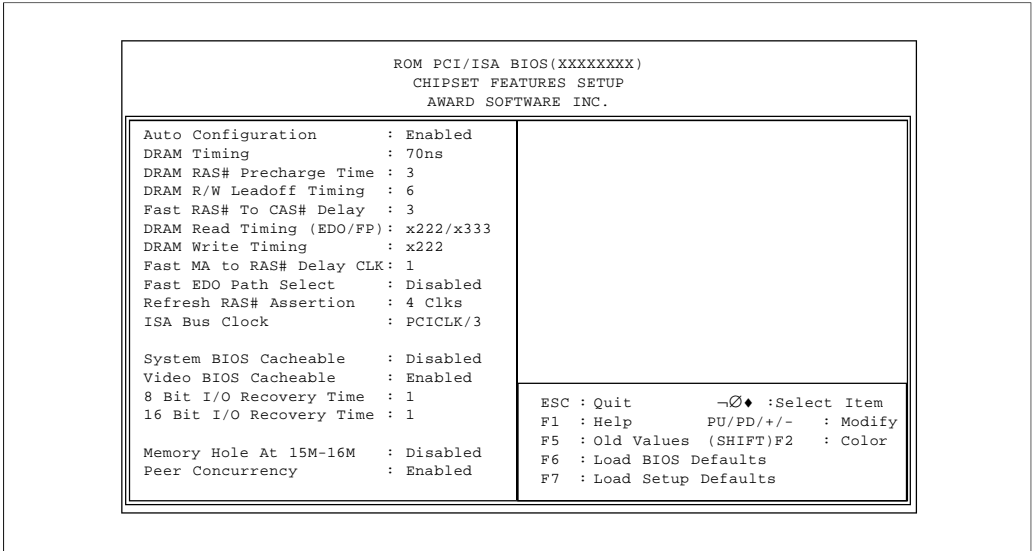 ROM PCI/ISA BIOS(XXXXXXXX)
CHIPSET FEATURES SETUP
AWARD SOFTWARE INC.
Auto Configuration : Enabled
DRAM Timing : 70ns
DRAM RAS# Precharge Time : 3
DRAM R/W Leadoff Timing : 6
Fast RAS# To CAS# Delay : 3
DRAM Read Timing (EDO/FP): x222/x333
DRAM Write Timing : x222
Fast MA to RAS# Delay CLK: 1
Fast EDO Path Select : Disabled
Refresh RAS# Assertion : 4 Clks
ISA Bus Clock : PCICLK/3
System BIOS Cacheable : Disabled
Video BIOS Cacheable : Enabled
8 Bit I/O Recovery Time : 1
16 Bit I/O Recovery Time : 1
Memory Hole At 15M-16M : Disabled
Peer Concurrency : Enabled
ESC : Quit ¬Ø♦ :Select Item
F1 : Help PU/PD/+/- : Modify
F5 : Old Values (SHIFT)F2 : Color
F6 : Load BIOS Defaults
F7 : Load Setup Defaults